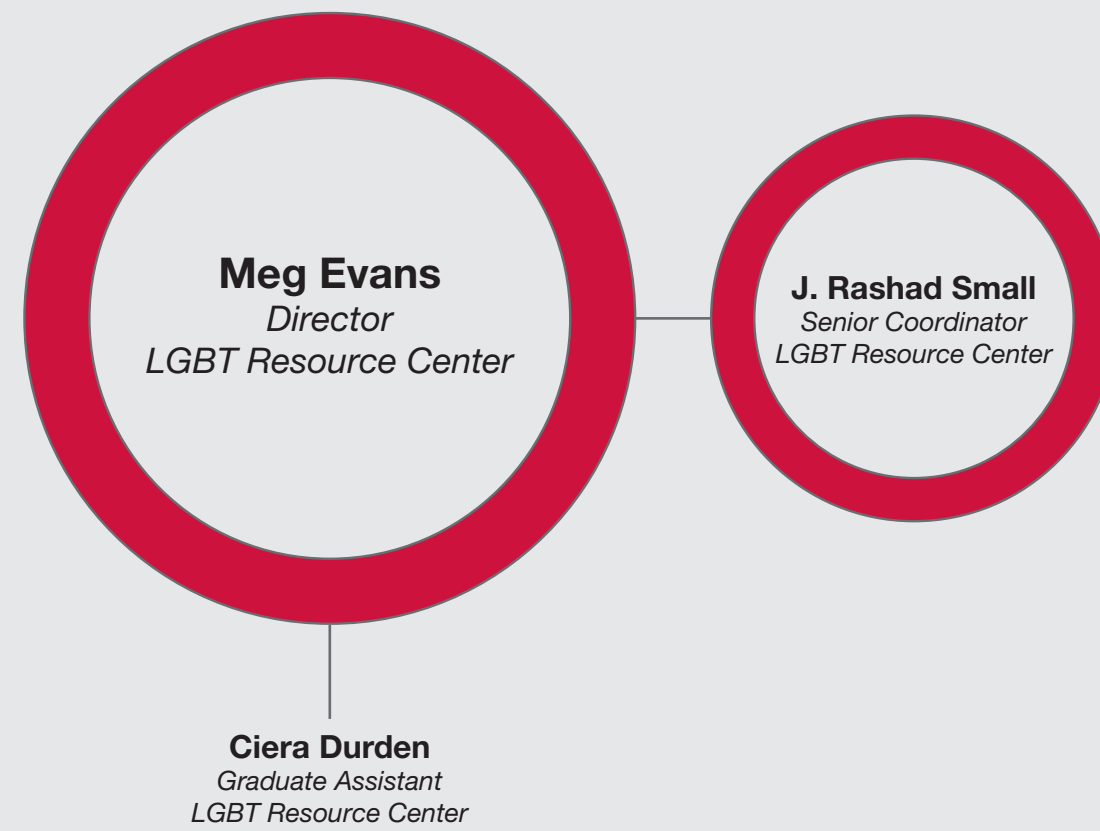 Meg Evans
Director
LGBT Resource Center
J. Rashad Small
Senior Coordinator
LGBT Resource Center
Ciera Durden
Graduate Assistant
LGBT Resource Center